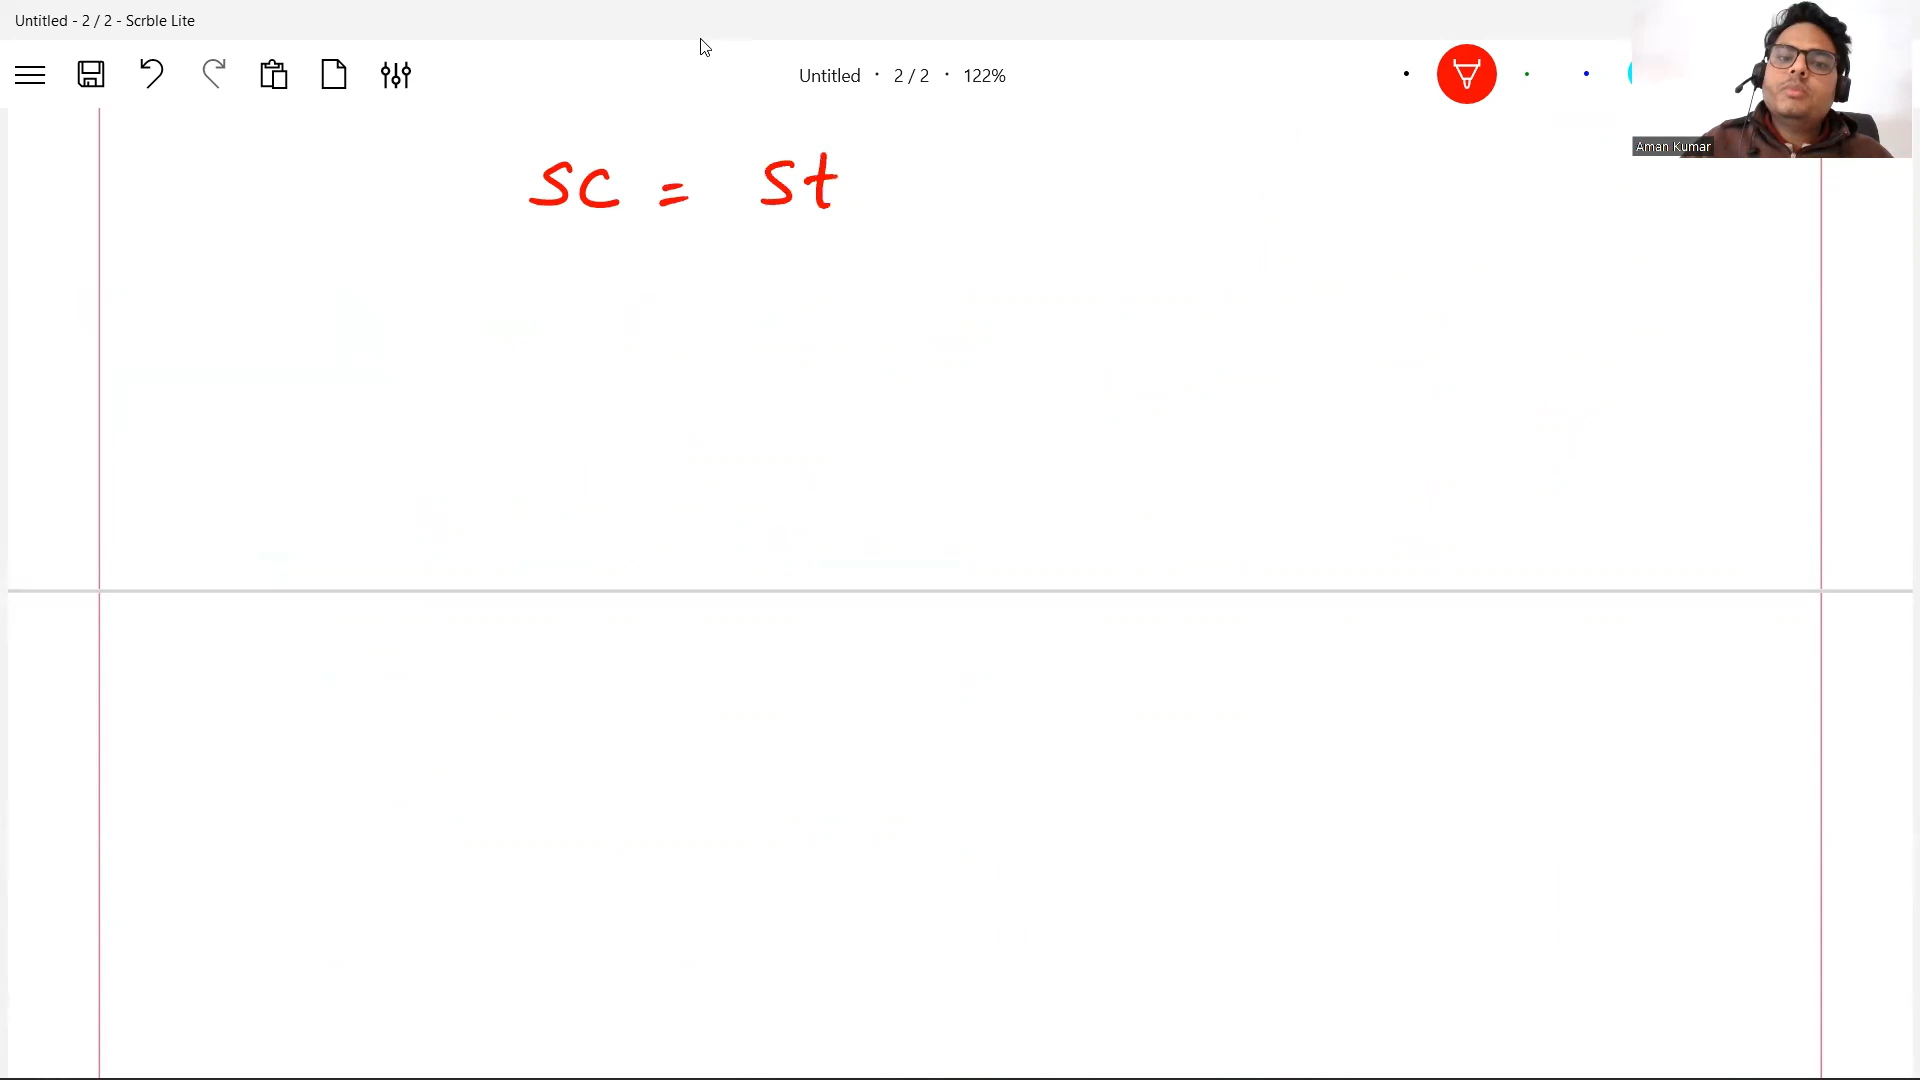 Untitled - 2 / 2 - Scrble Lite
Untitled · 2 / 2 · 122%
Aman Kumar
sc = st